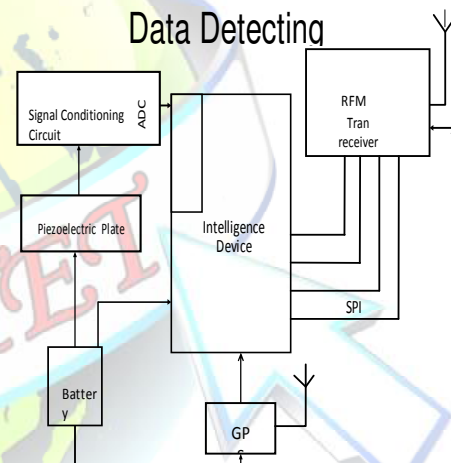 Data Detecting
Signal Conditioning
Circuit
ADC
RFM
Tran
receiver
Piezoelectric Plate
Intelligence
Device
SPI
Batter
y
GP